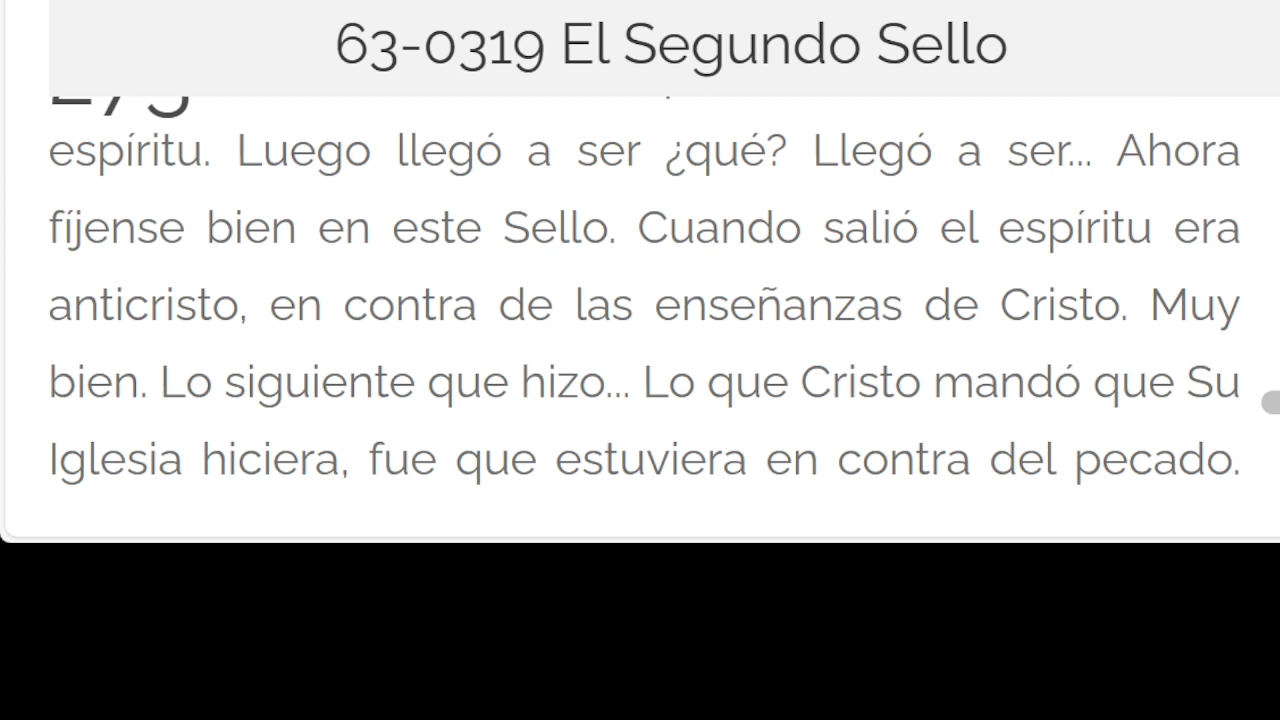 63-0319 El Segundo Sello
espíritu. Luego llegó a ser ¿qué? Llegó a ser... Ahora
fíjense bien en este Sello. Cuando salió el espíritu era
anticristo, en contra de las enseñanzas de Cristo. Muy
bien. Lo siguiente que hizo... Lo que Cristo mandó que Su
Iglesia hiciera, fue que estuviera en contra del pecado.